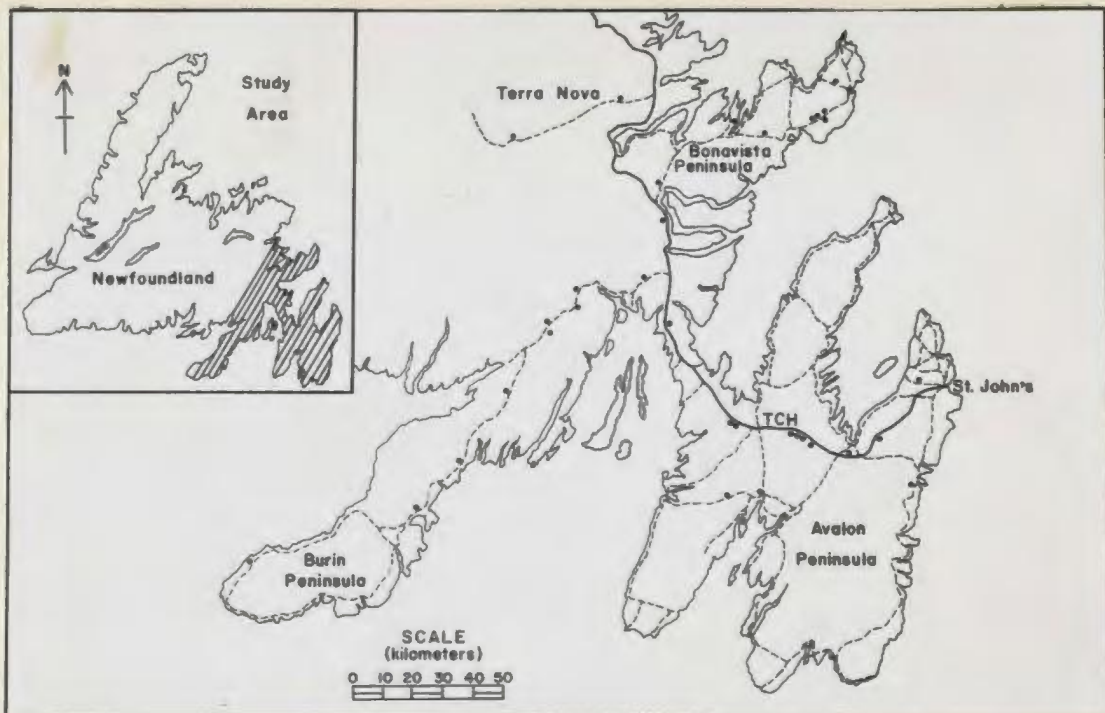 N
Study
Area
Newfoundland
Terra Nova
Bonavista
Peninsula
St. John's
TCH
Avalon
Peninsula
Burin
Peninsula
SCALE
(kilometers)
0 10 20 30 40 50